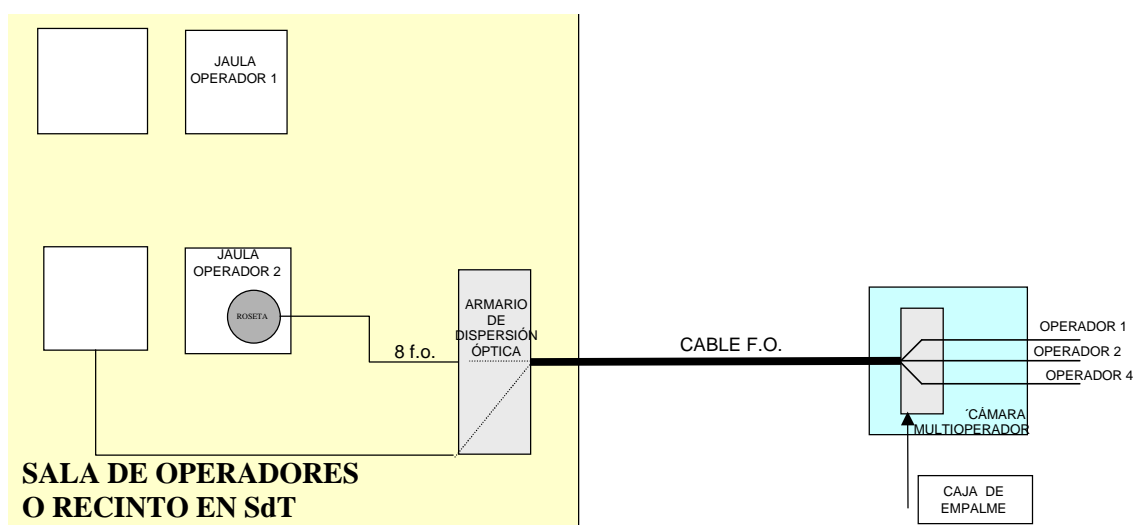 JAULA
OPERADOR 1
JAULA
OPERADOR 2
ROSETA
8 f.o.
ARMARIO
DE
DISPERSIÓN
ÓPTICA
CABLE F.O.
OPERADOR 1
OPERADOR 2
OPERADOR 4
´CÁMARA
MULTIOPERADOR
CAJA DE
EMPALME
SALA DE OPERADORES
O RECINTO EN SdT